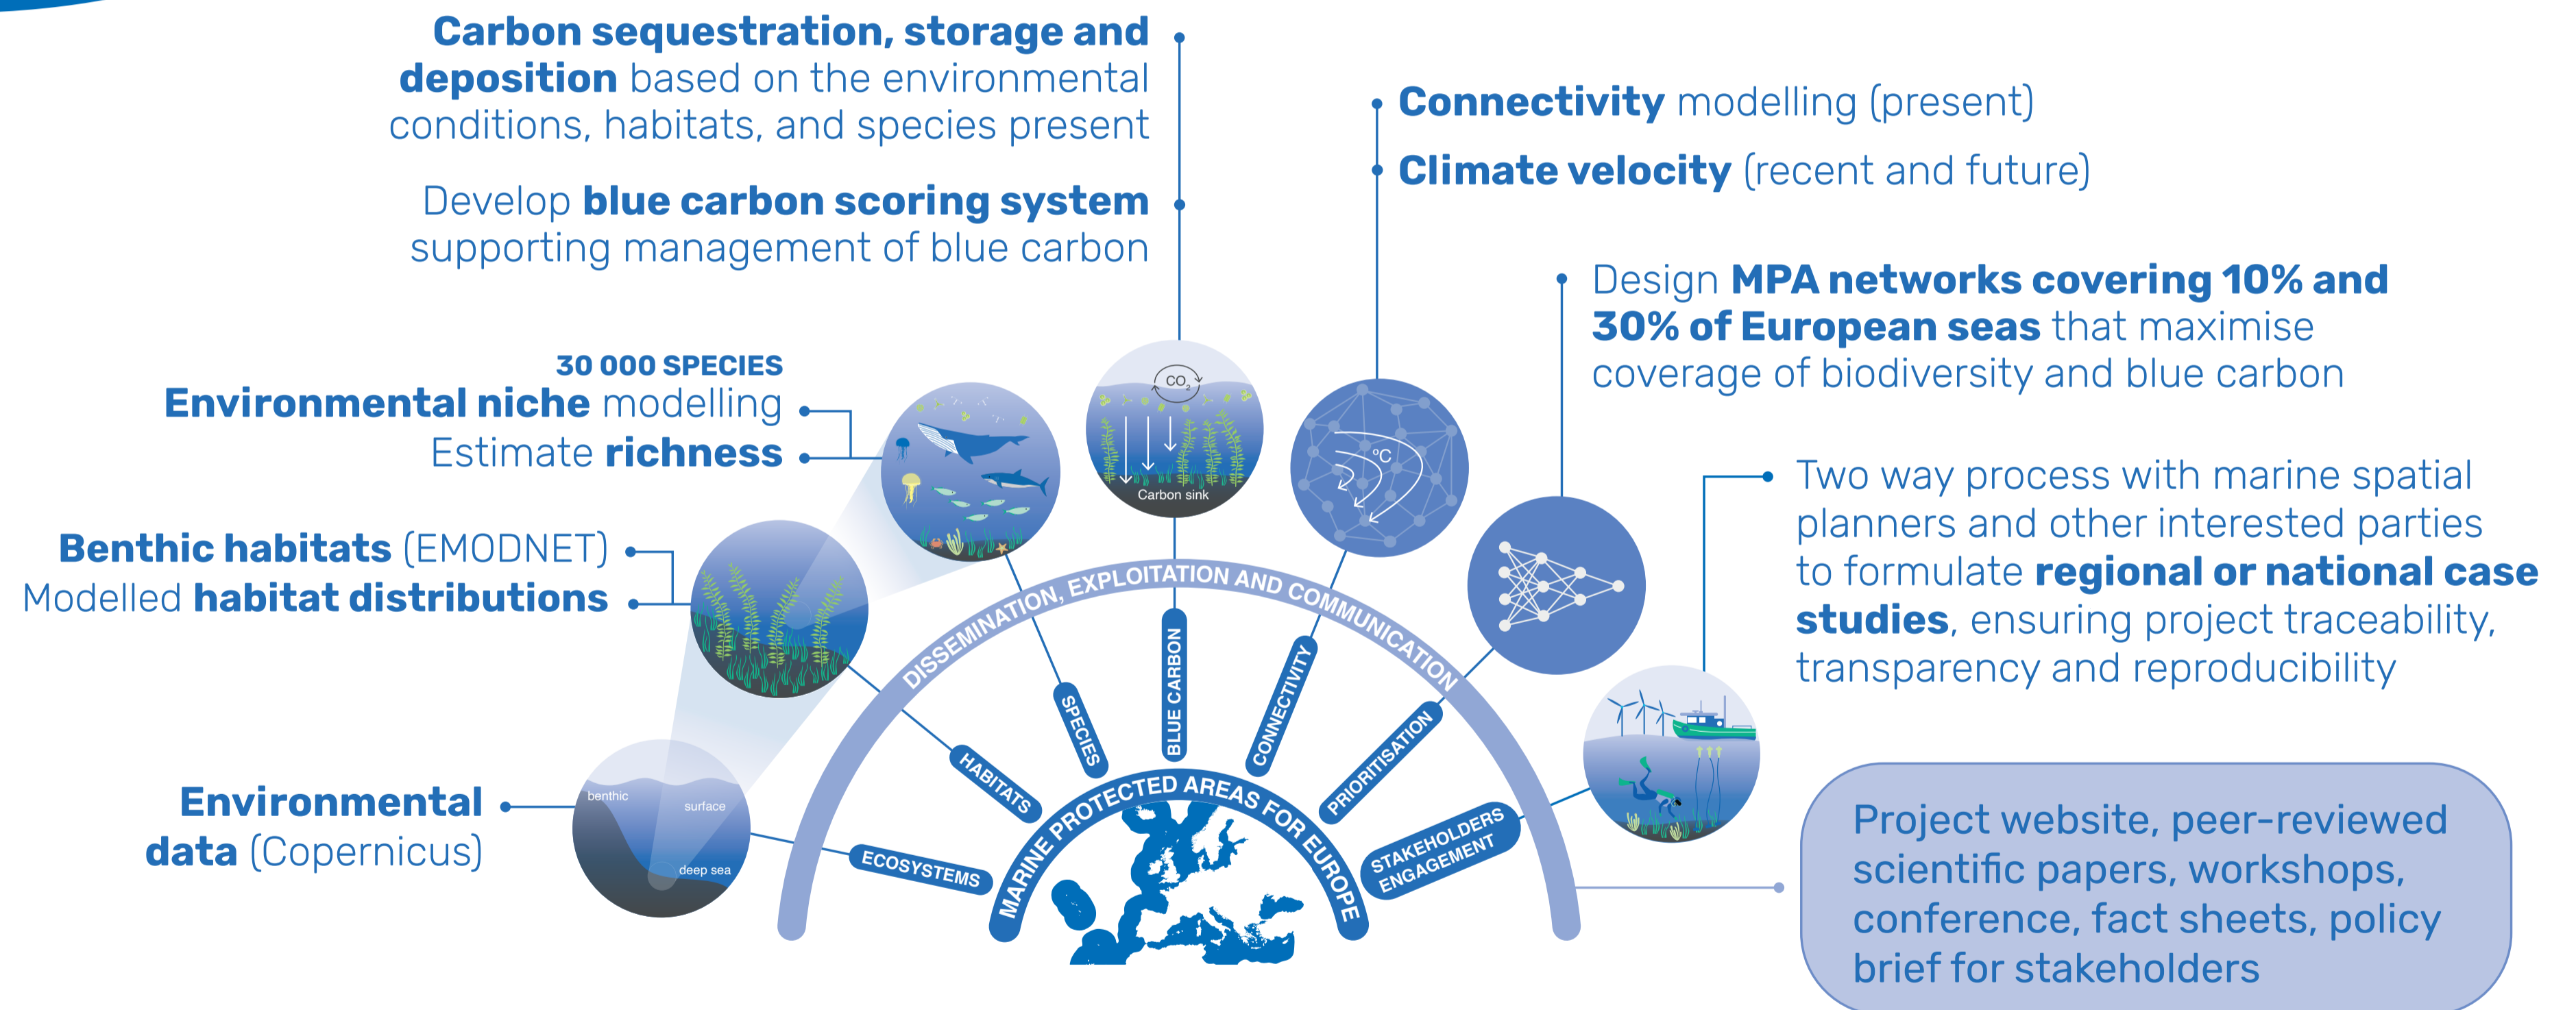 Carbon sequestration, storage and
deposition based on the environmental
conditions, habitats, and species present
Develop blue carbon scoring system
supporting management of blue carbon
Connectivity modelling (present)
Climate velocity (recent and future)
Design MPA networks covering 10% and
30% of European seas that maximise
coverage of biodiversity and blue carbon
30 000 SPECIES
Environmental niche modelling
Estimate richness
Benthic habitats (EMODNET)
Modelled habitat distributions
Environmental
data (Copernicus)
Two way process with marine spatial
planners and other interested parties
to formulate regional or national case
studies, ensuring project traceability,
transparency and reproducibility
Project website, peer-reviewed
scientific papers, workshops,
conference, fact sheets, policy
brief for stakeholders
CO2
Carbon sink
°C
benthic
surface
deep sea
DISSEMINATION, EXPLOITATION AND COMMUNICATION
ECOSYSTEMS
HABITATS
SPECIES
BLUE CARBON
CONNECTIVITY
PRIORITISATION
STAKEHOLDERS
ENGAGEMENT
MARINE PROTECTED AREAS FOR EUROPE